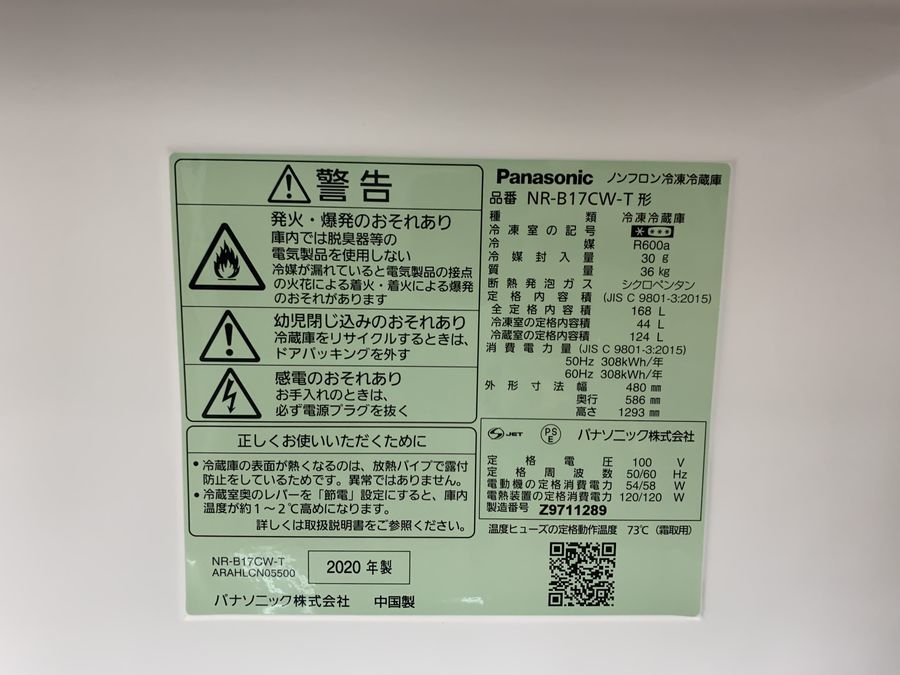 警告
発火・爆発のおそれあり
庫内では脱臭器等の
電気製品を使用しない
冷媒が漏れていると電気製品の接点
の火花による着火・着火による爆発
のおそれがあります
幼児閉じ込みのおそれあり
冷蔵庫をリサイクルするときは、
ドアパッキングを外す
感電のおそれあり
お手入れのときは、
必ず電源プラグを抜く
正しくお使いいただくために
・冷蔵庫の表面が熱くなるのは、放熱パイプで露付
防止をしているためです。異常ではありません。
・冷蔵室奥のレバーを「節電」設定にすると、庫内
温度が約1~2℃高めになります。
詳しくは取扱説明書をご参照ください。
NR-B17CW-T
ARAHLCN05500
2020 年製
パナソニック株式会社 中国製
Panasonic ノンフロン冷凍冷蔵庫
品番 NR-B17CW-T 形
種類 冷凍冷蔵庫
冷凍室の記号 * ***
冷媒 R600a
冷媒封入量 30 g
質量 36 kg
断熱発泡ガス シクロペンタン
定格内容積 (JIS C 9801-3:2015)
全定格内容積 168 L
冷凍室の定格内容積 44 L
冷蔵室の定格内容積 124 L
消費電力量 (JIS C 9801-3:2015)
50Hz 308kWh/年
60Hz 308kWh/年
外形寸法 幅 480 mm
奥行 586 mm
高さ 1293 mm
S JET PS E パナソニック株式会社
定格電圧 100 V
定格周波数 50/60 Hz
電動機の定格消費電力 54/58 W
電熱装置の定格消費電力 120/120 W
製造番号 Z9711289
温度ヒューズの定格動作温度 73℃ (霜取用)